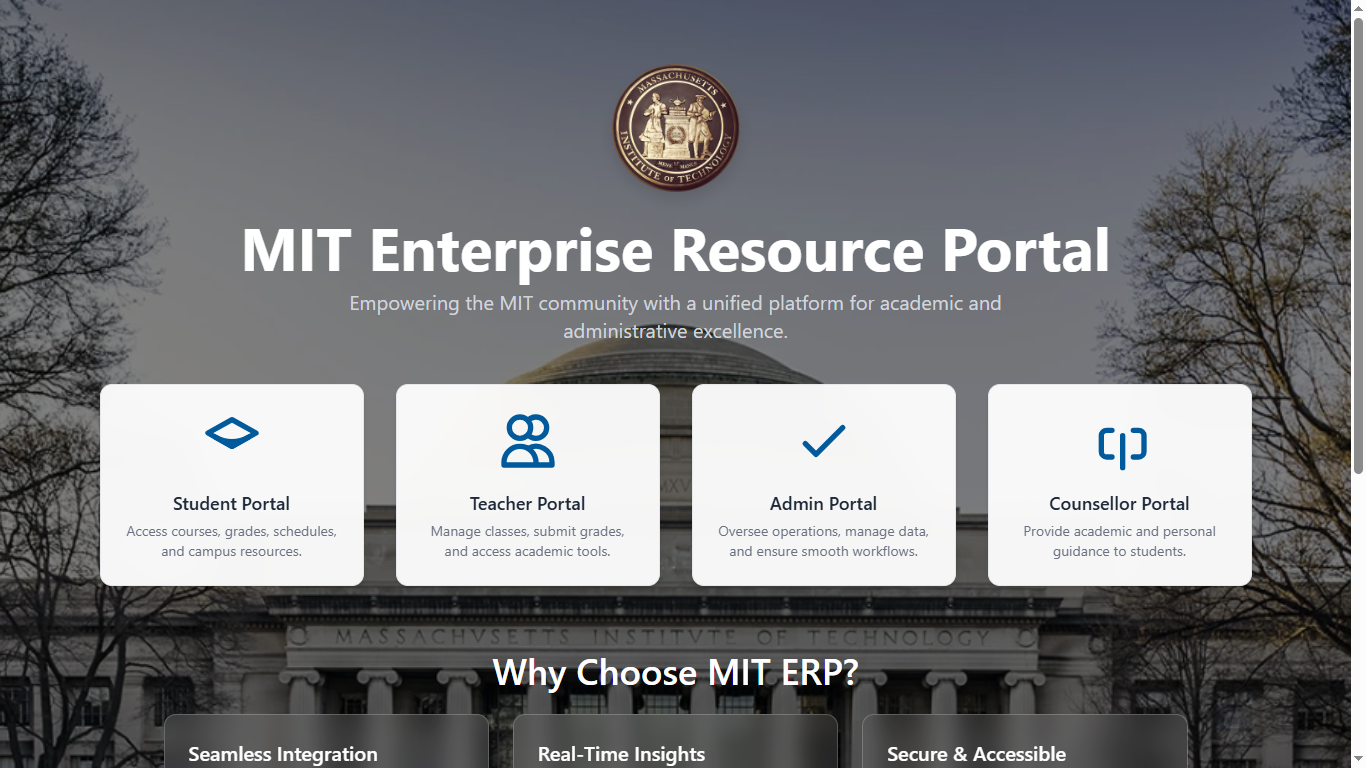 MASSACHUSETTS
INSTITUTE OF TECHNOLOGY
MIT Enterprise Resource Portal
Empowering the MIT community with a unified platform for academic and
administrative excellence.
Student Portal
Access courses, grades, schedules,
and campus resources.
Teacher Portal
Manage classes, submit grades,
and access academic tools.
Admin Portal
Oversee operations, manage data,
and ensure smooth workflows.
Counsellor Portal
Provide academic and personal
guidance to students.
MASSACHVSETTS INSTITVTE OF TECHNOLOGY
Why Choose MIT ERP?
Seamless Integration
Real-Time Insights
Secure & Accessible